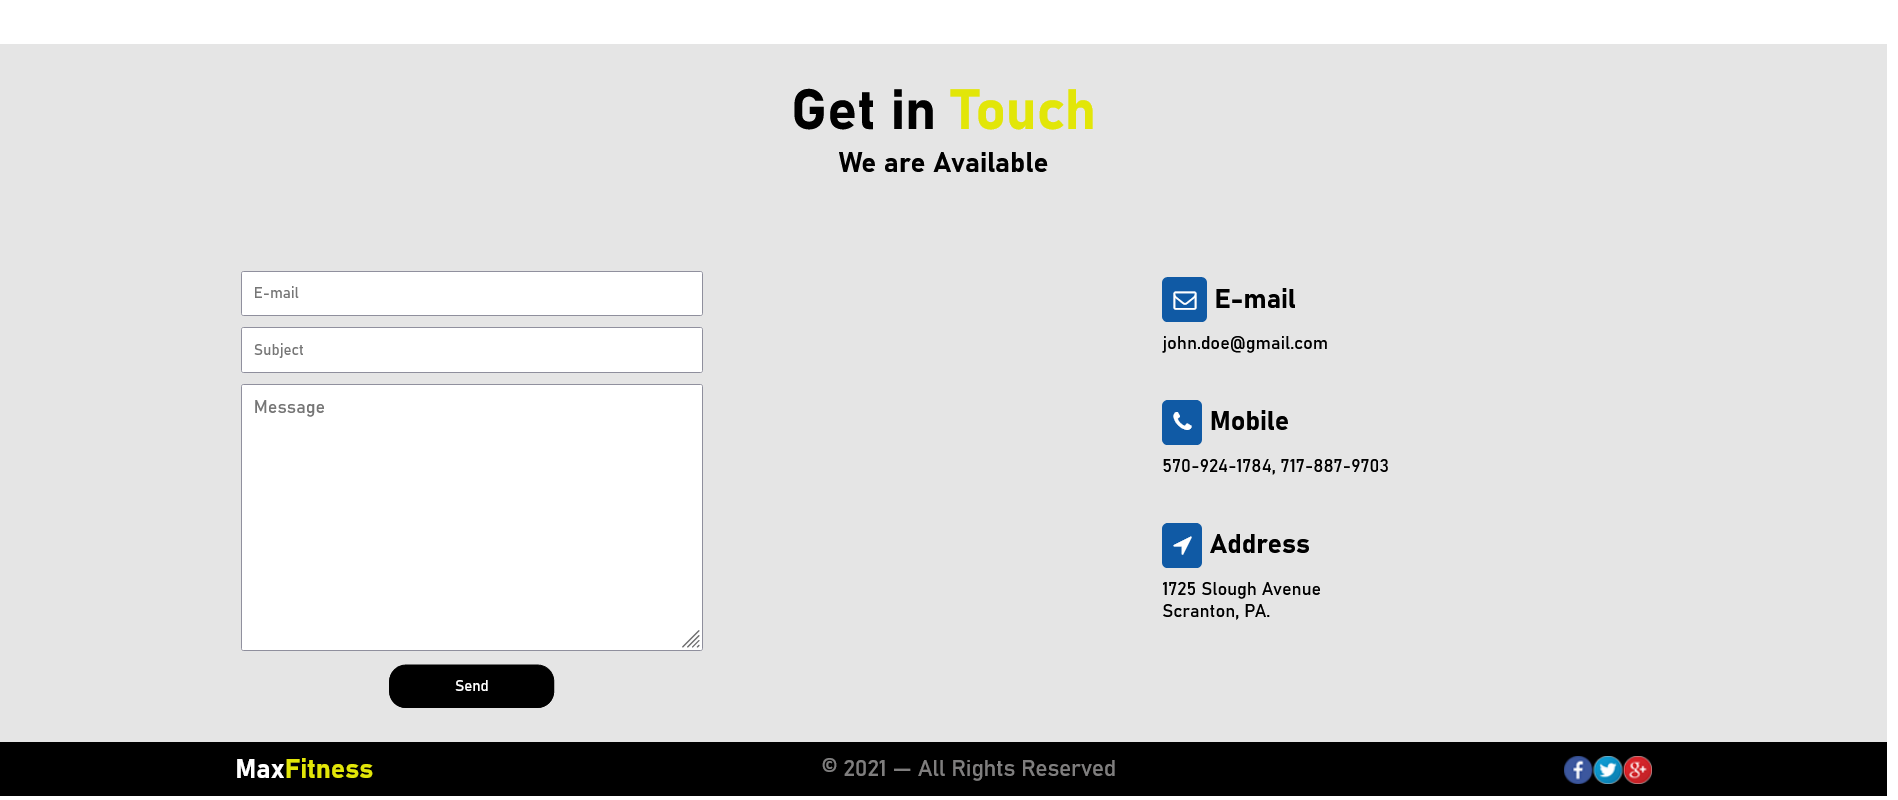 Get in Touch
We are Available
E-mail
Subject
Message
Send
E-mail
john.doe@gmail.com
Mobile
570-924-1784, 717-887-9703
Address
1725 Slough Avenue
Scranton, PA.
MaxFitness
© 2021 — All Rights Reserved